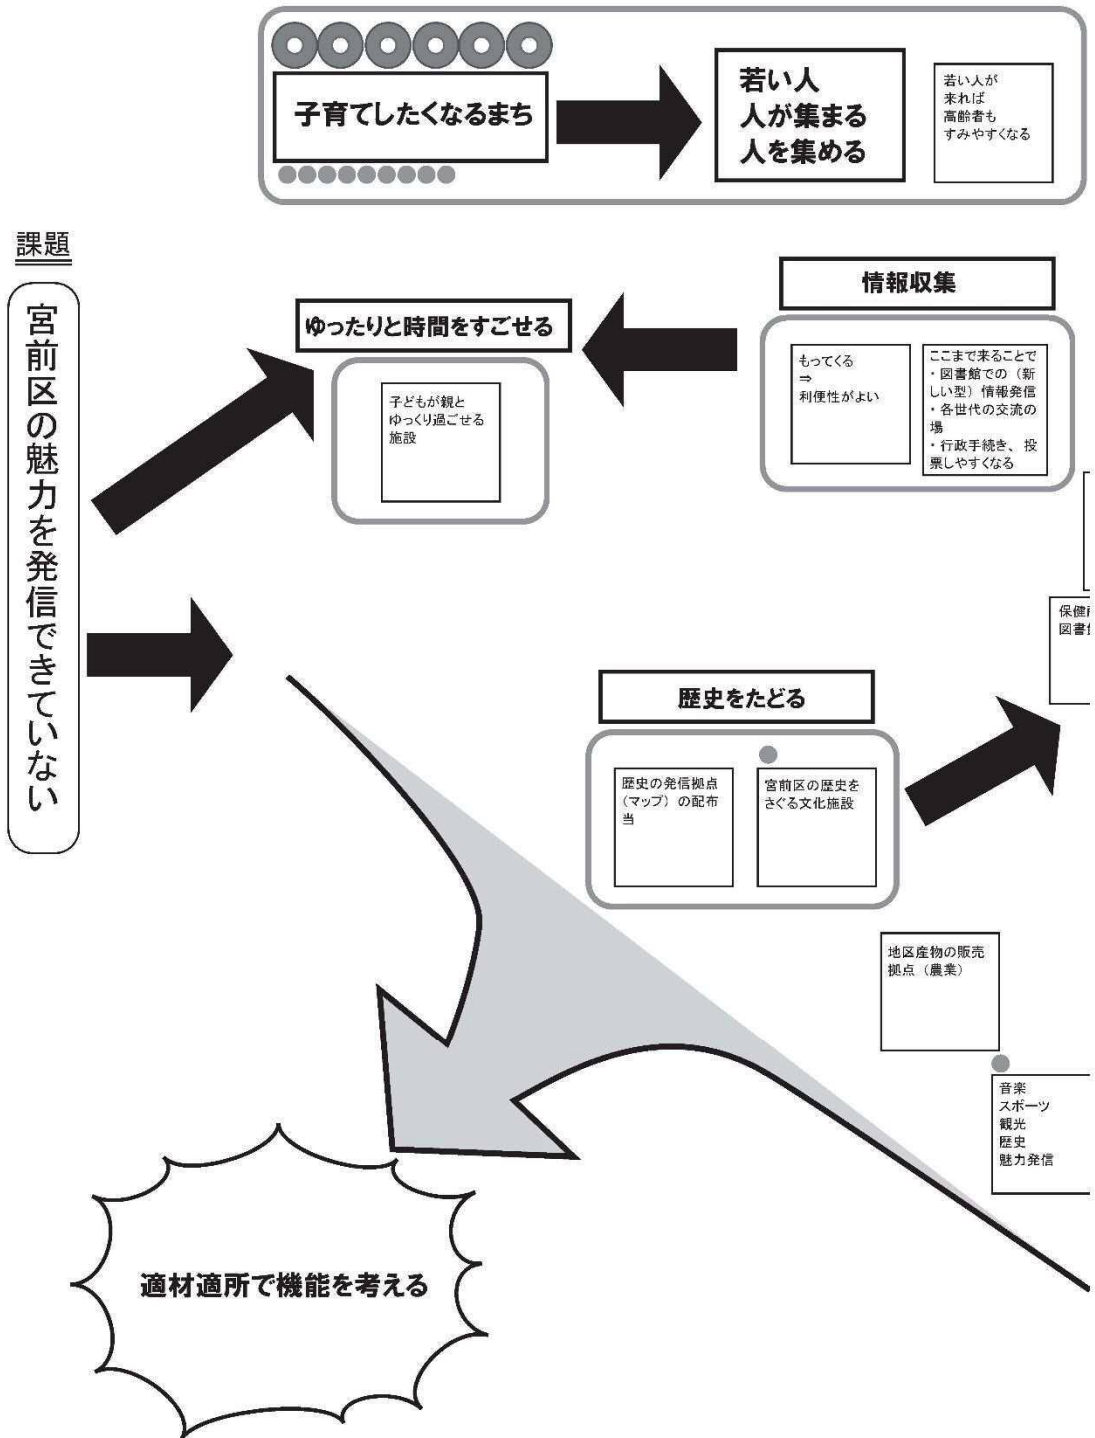 子育てしたくなるまち
若い人
人が集まる
人を集める
若い人が
来れば
高齢者も
すみやすくなる
課題
宮前区の魅力を発信できていない
ゆったりと時間をすごせる
子どもが親と
ゆっくり過ごせる
施設
情報収集
もってくる
⇒
利便性がよい
ここまで来ることで
・図書館での（新
しい型）情報発信
・各世代の交流の
場
・行政手続き、投
票しやすくなる
保健
図書
歴史をたどる
歴史の発信拠点
（マップ）の配布
当
宮前区の歴史を
さぐる文化施設
地区産物の販売
拠点（農業）
音楽
スポーツ
観光
歴史
魅力発信
適材適所で機能を考える